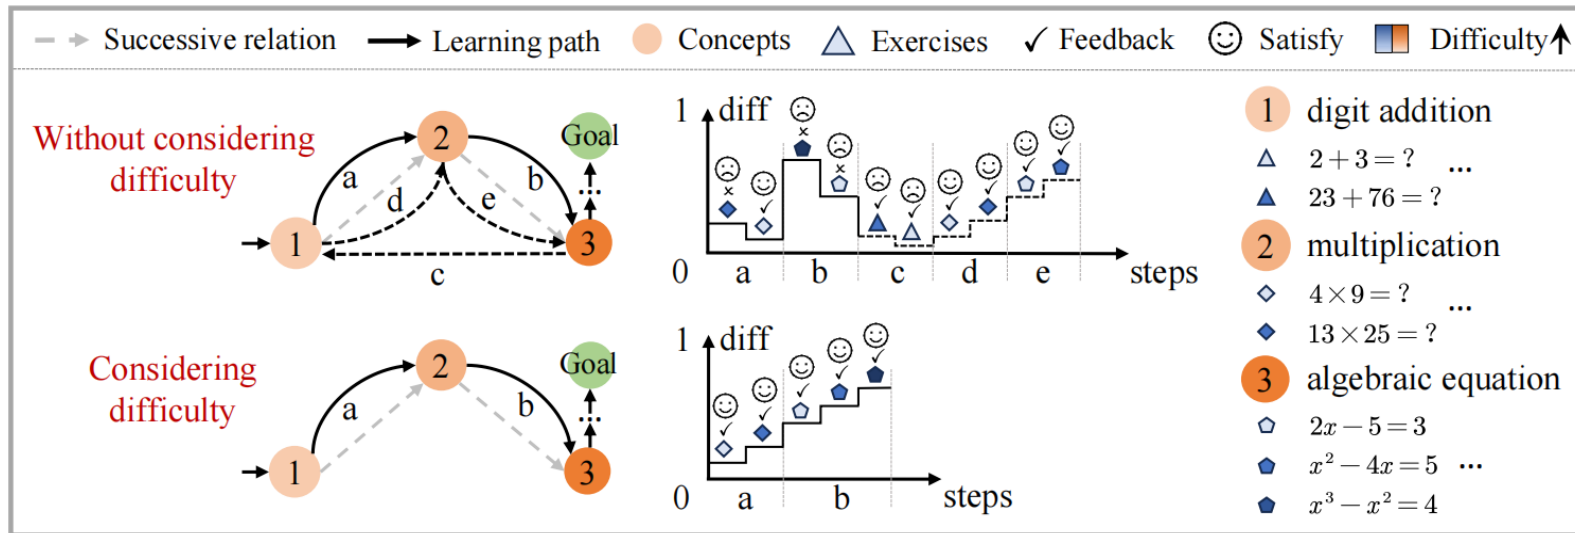 Successive relation Learning path Concepts Exercises Feedback Satisfy Difficulty
Without considering
difficulty
1 2 3 Goal
a b c d e
...
1 diff
0 a b c d e steps
Considering
difficulty
1 2 3 Goal
a b
...
1 diff
0 a b steps
1 digit addition
2 + 3 = ? ...
23 + 76 = ?
2 multiplication
4 × 9 = ? ...
13 × 25 = ?
3 algebraic equation
2x − 5 = 3
x² − 4x = 5 ...
x³ − x² = 4